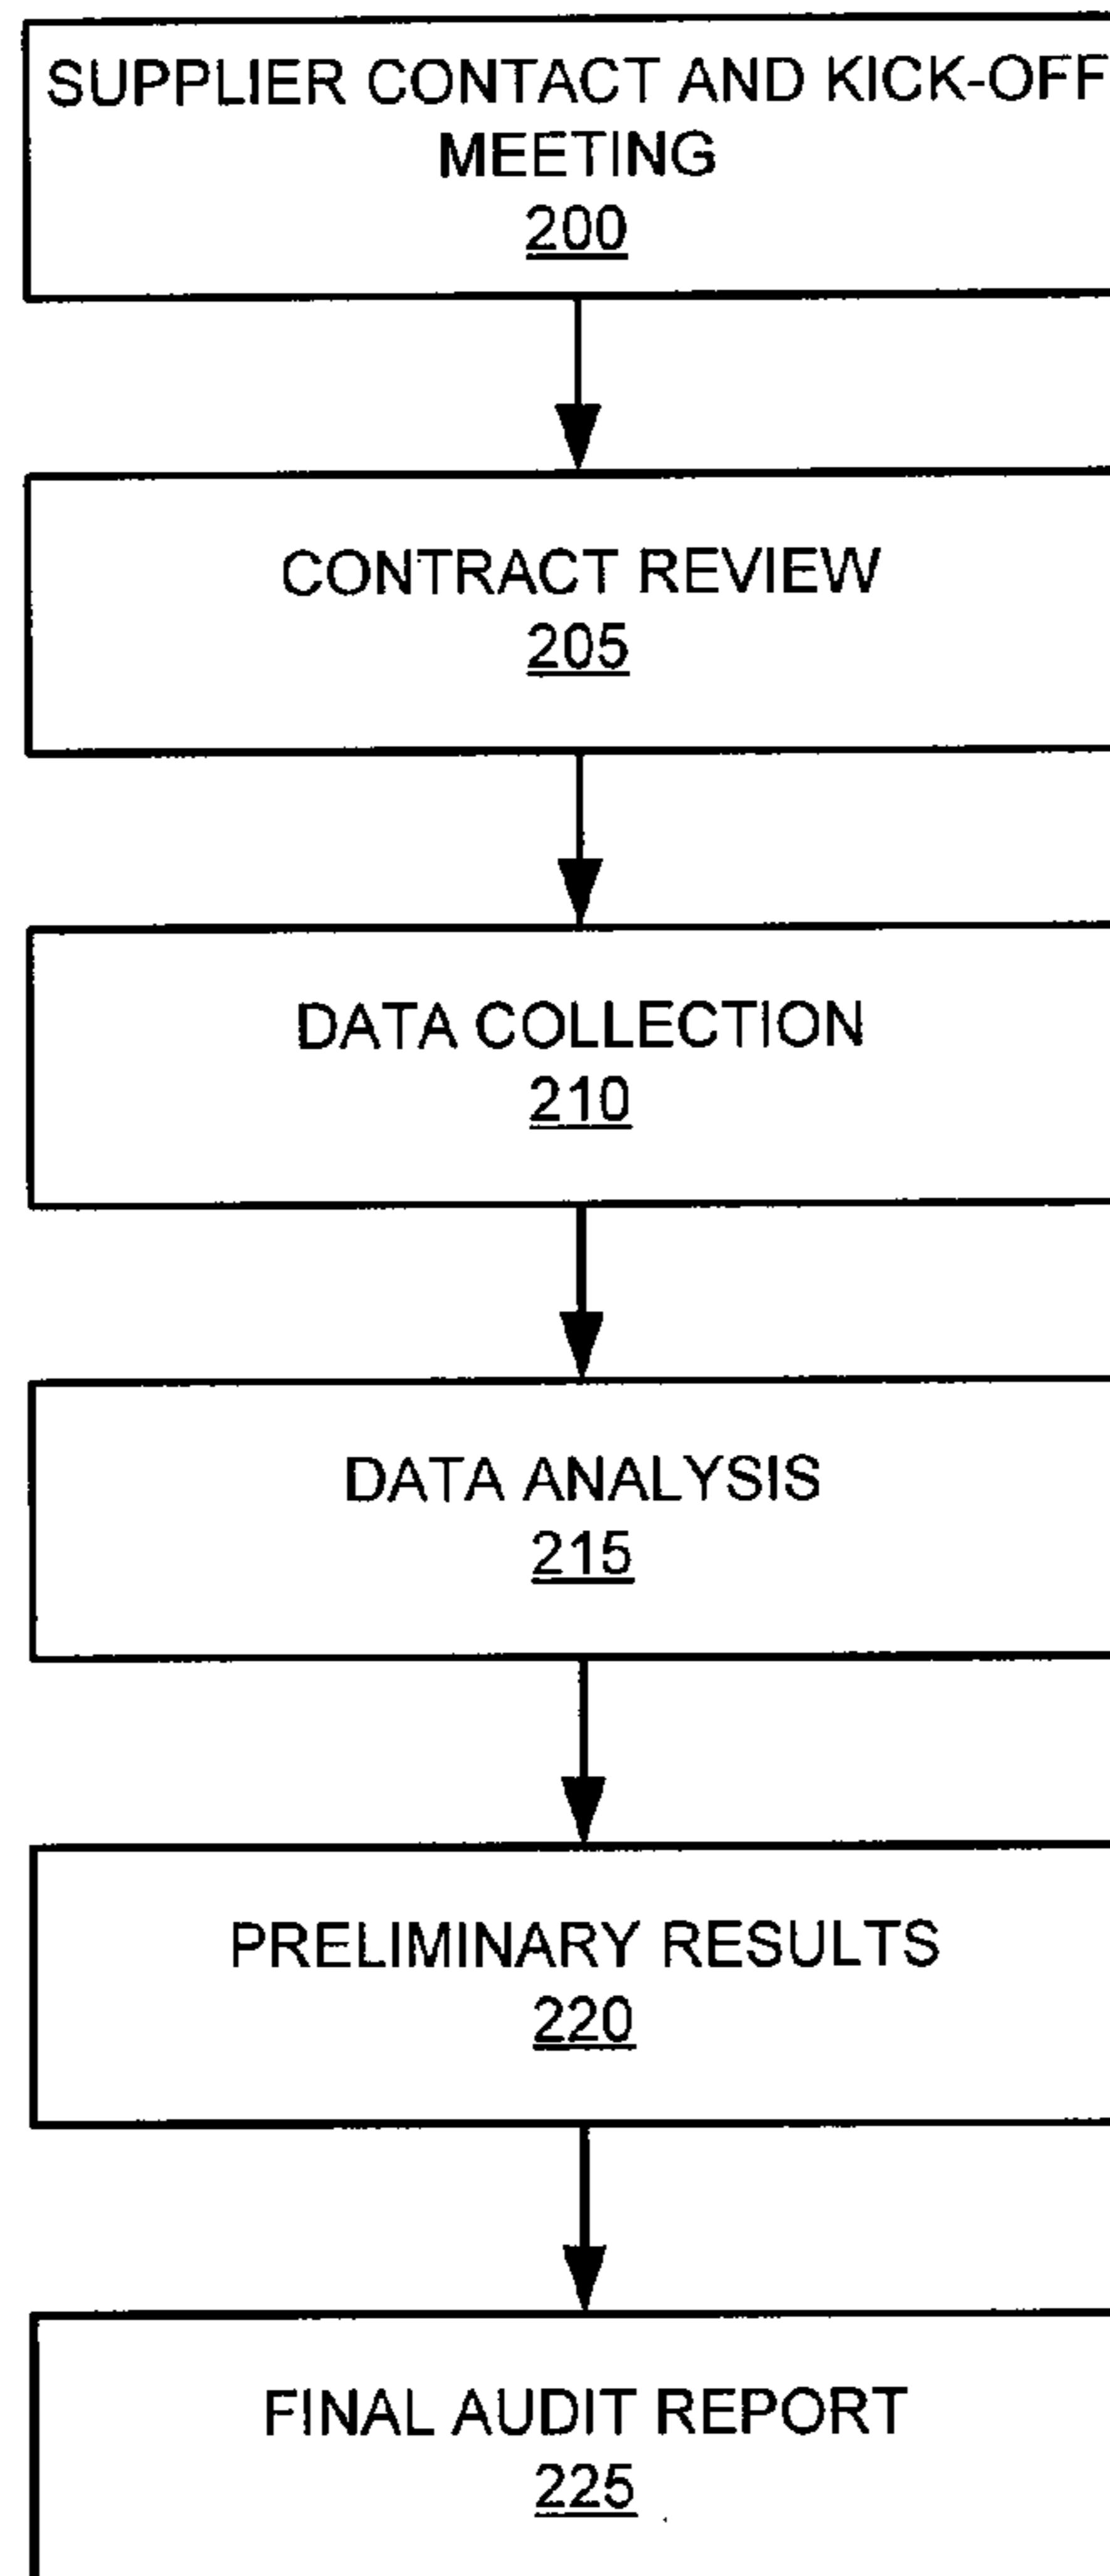 SUPPLIER CONTACT AND KICK-OFF
MEETING
200
CONTRACT REVIEW
205
DATA COLLECTION
210
DATA ANALYSIS
215
PRELIMINARY RESULTS
220
FINAL AUDIT REPORT
225